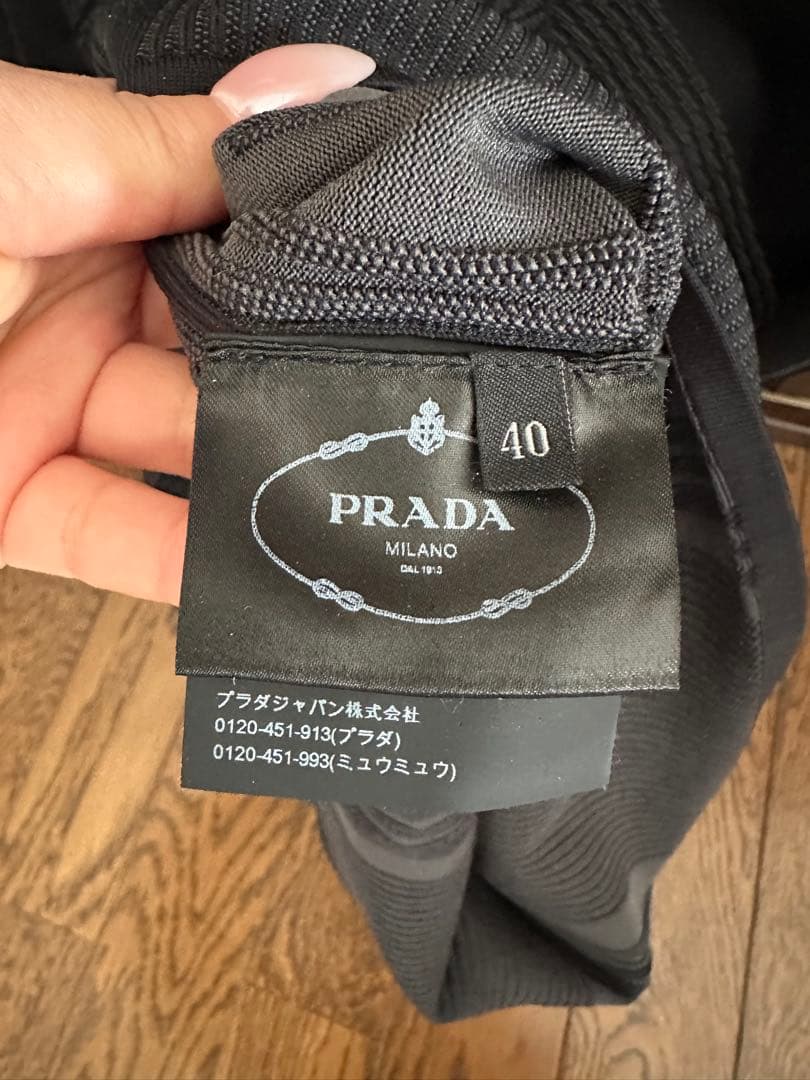 40
PRADA
MILANO
DAL 1913
プラダジャパン株式会社
0120-451-913(プラダ)
0120-451-993(ミュウミュウ)